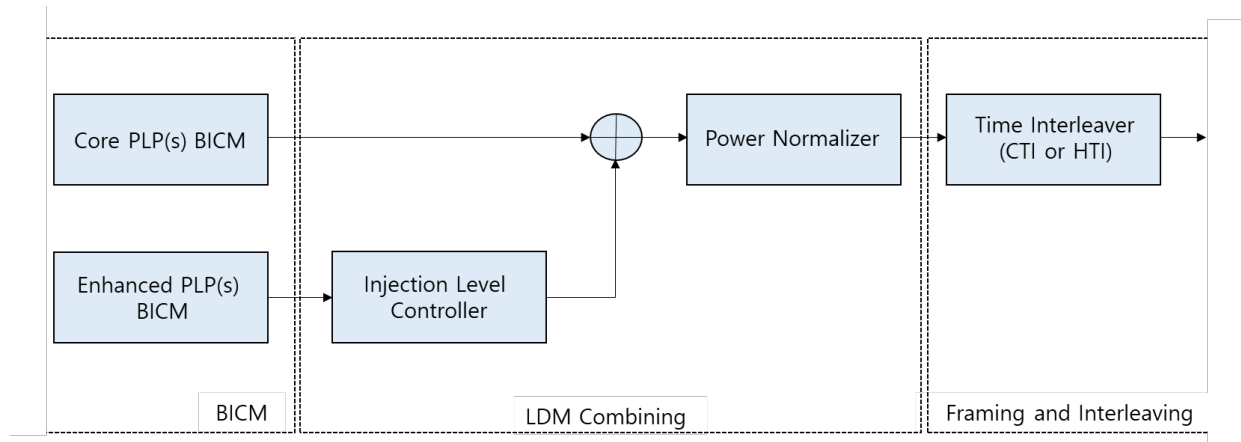 Core PLP(s) BICM
Power Normalizer
Time Interleaver
(CTI or HTI)
Enhanced PLP(s)
BICM
Injection Level
Controller
BICM
LDM Combining
Framing and Interleaving